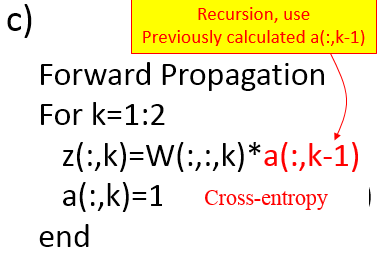 c)
Recursion, use
Previously calculated a(:,k-1)
Forward Propagation
For k=1:2
z(:,k)=W(:,:,k)*a(:,k-1)
a(:,k)=1 Cross-entropy )
end